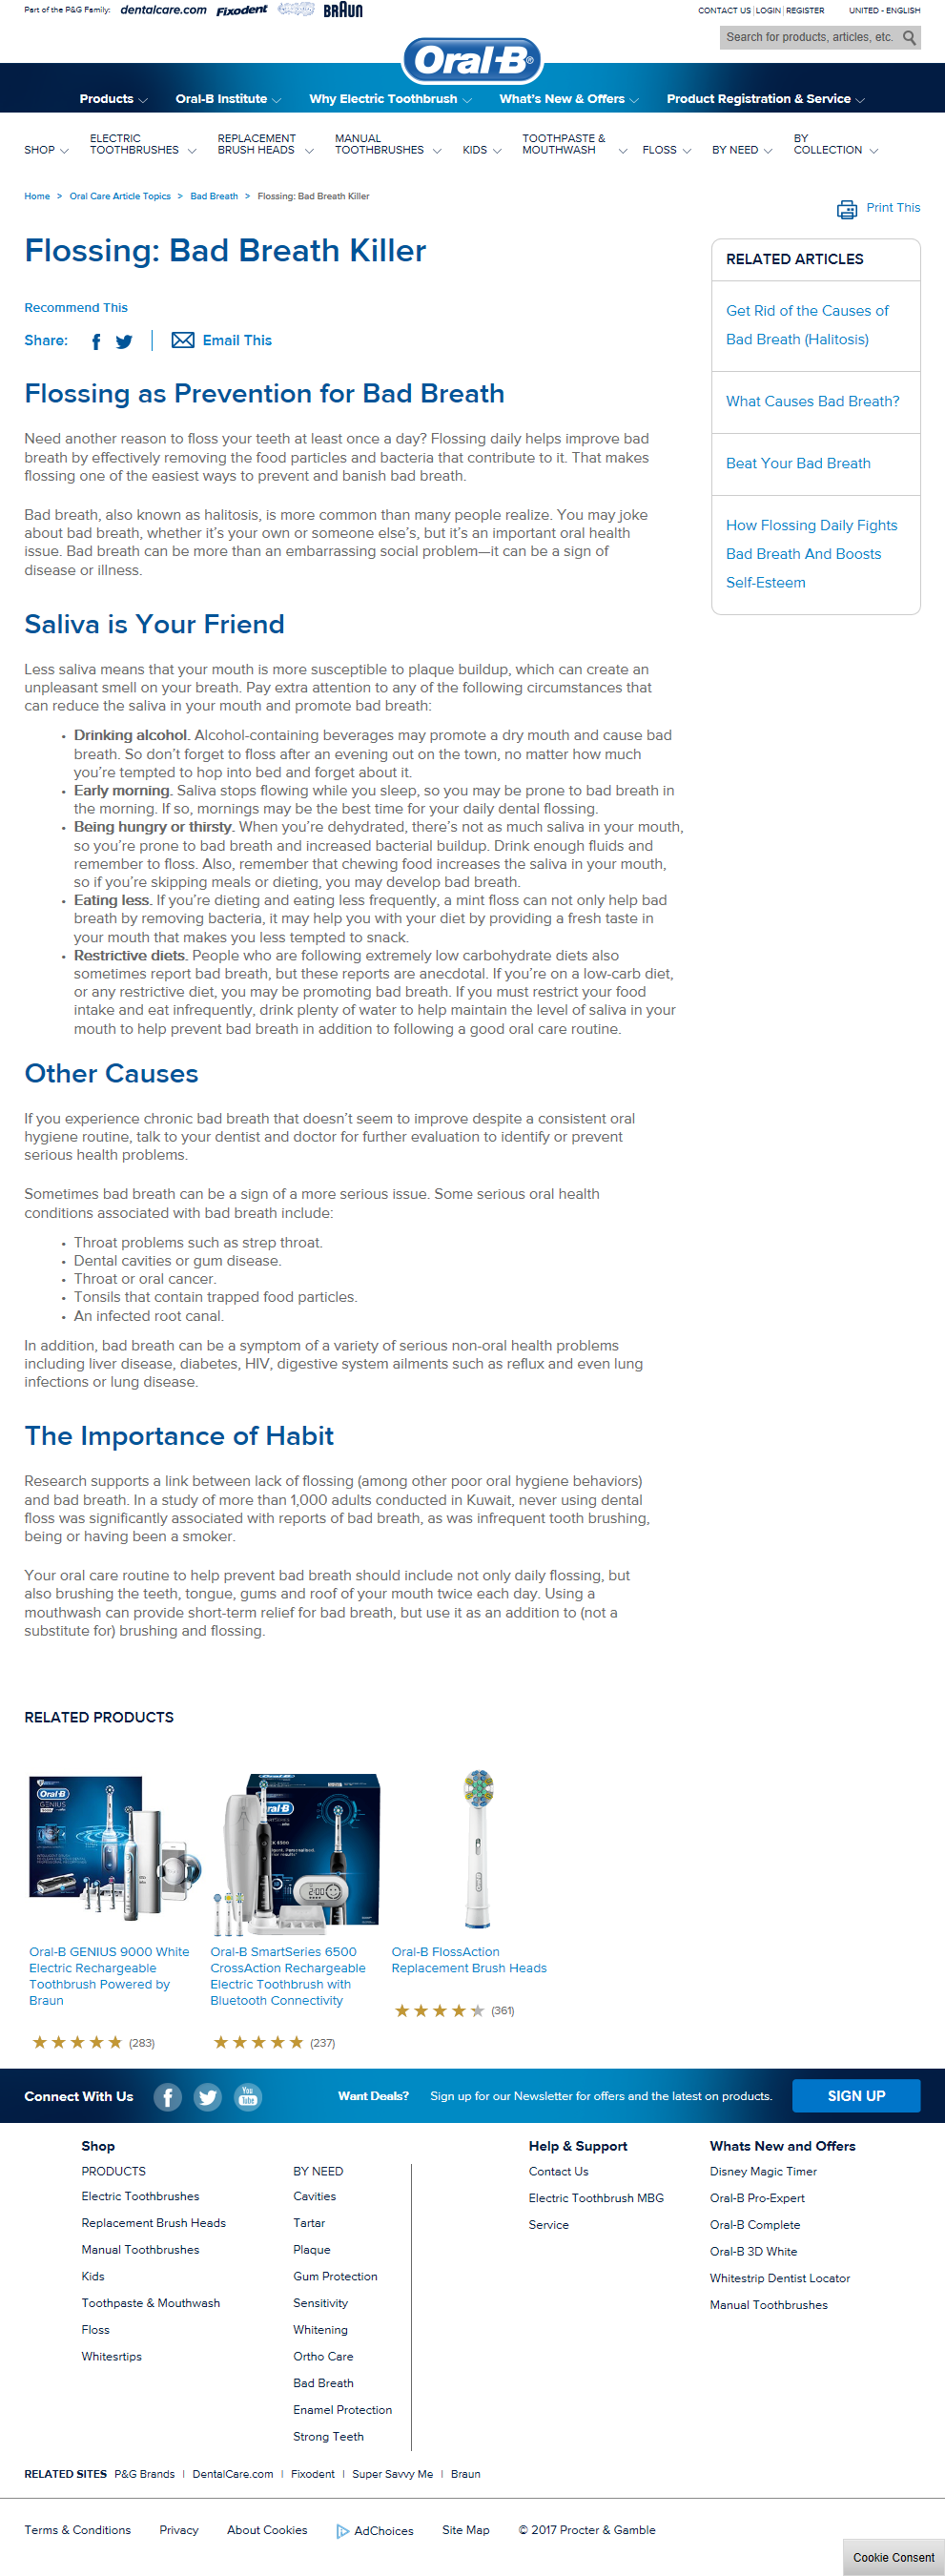 Part of the P&G Family:
dentalcare.com
Fixodent
BRAUN
CONTACT US | LOGIN | REGISTER
UNITED - ENGLISH
Search for products, articles, etc.
Oral-B®
Products
Oral-B Institute
Why Electric Toothbrush
What's New & Offers
Product Registration & Service
SHOP
ELECTRIC
TOOTHBRUSHES
REPLACEMENT
BRUSH HEADS
MANUAL
TOOTHBRUSHES
KIDS
TOOTHPASTE &
MOUTHWASH
FLOSS
BY NEED
BY
COLLECTION
Home > Oral Care Article Topics > Bad Breath > Flossing: Bad Breath Killer
Print This
Flossing: Bad Breath Killer
Recommend This
Share:
Email This
RELATED ARTICLES
Get Rid of the Causes of
Bad Breath (Halitosis)
What Causes Bad Breath?
Beat Your Bad Breath
How Flossing Daily Fights
Bad Breath And Boosts
Self-Esteem
Flossing as Prevention for Bad Breath
Need another reason to floss your teeth at least once a day? Flossing daily helps improve bad
breath by effectively removing the food particles and bacteria that contribute to it. That makes
flossing one of the easiest ways to prevent and banish bad breath.
Bad breath, also known as halitosis, is more common than many people realize. You may joke
about bad breath, whether it's your own or someone else's, but it's an important oral health
issue. Bad breath can be more than an embarrassing social problem—it can be a sign of
disease or illness.
Saliva is Your Friend
Less saliva means that your mouth is more susceptible to plaque buildup, which can create an
unpleasant smell on your breath. Pay extra attention to any of the following circumstances that
can reduce the saliva in your mouth and promote bad breath:
• Drinking alcohol. Alcohol-containing beverages may promote a dry mouth and cause bad
breath. So don't forget to floss after an evening out on the town, no matter how much
you're tempted to hop into bed and forget about it.
• Early morning. Saliva stops flowing while you sleep, so you may be prone to bad breath in
the morning. If so, mornings may be the best time for your daily dental flossing.
• Being hungry or thirsty. When you're dehydrated, there's not as much saliva in your mouth,
so you're prone to bad breath and increased bacterial buildup. Drink enough fluids and
remember to floss. Also, remember that chewing food increases the saliva in your mouth,
so if you're skipping meals or dieting, you may develop bad breath.
• Eating less. If you're dieting and eating less frequently, a mint floss can not only help bad
breath by removing bacteria, it may help you with your diet by providing a fresh taste in
your mouth that makes you less tempted to snack.
• Restrictive diets. People who are following extremely low carbohydrate diets also
sometimes report bad breath, but these reports are anecdotal. If you're on a low-carb diet,
or any restrictive diet, you may be promoting bad breath. If you must restrict your food
intake and eat infrequently, drink plenty of water to help maintain the level of saliva in your
mouth to help prevent bad breath in addition to following a good oral care routine.
Other Causes
If you experience chronic bad breath that doesn't seem to improve despite a consistent oral
hygiene routine, talk to your dentist and doctor for further evaluation to identify or prevent
serious health problems.
Sometimes bad breath can be a sign of a more serious issue. Some serious oral health
conditions associated with bad breath include:
• Throat problems such as strep throat.
• Dental cavities or gum disease.
• Throat or oral cancer.
• Tonsils that contain trapped food particles.
• An infected root canal.
In addition, bad breath can be a symptom of a variety of serious non-oral health problems
including liver disease, diabetes, HIV, digestive system ailments such as reflux and even lung
infections or lung disease.
The Importance of Habit
Research supports a link between lack of flossing (among other poor oral hygiene behaviors)
and bad breath. In a study of more than 1,000 adults conducted in Kuwait, never using dental
floss was significantly associated with reports of bad breath, as was infrequent tooth brushing,
being or having been a smoker.
Your oral care routine to help prevent bad breath should include not only daily flossing, but
also brushing the teeth, tongue, gums and roof of your mouth twice each day. Using a
mouthwash can provide short-term relief for bad breath, but use it as an addition to (not a
substitute for) brushing and flossing.
RELATED PRODUCTS
Oral-B
GENIUS
Oral-B GENIUS 9000 White
Electric Rechargeable
Toothbrush Powered by
Braun
(283)
Oral-B SmartSeries 6500
CrossAction Rechargeable
Electric Toothbrush with
Bluetooth Connectivity
(237)
Oral-B FlossAction
Replacement Brush Heads
(361)
Connect With Us
You
Tube
Want Deals?
Sign up for our Newsletter for offers and the latest on products.
SIGN UP
Shop
PRODUCTS
Electric Toothbrushes
Replacement Brush Heads
Manual Toothbrushes
Kids
Toothpaste & Mouthwash
Floss
Whitesrtips
BY NEED
Cavities
Tartar
Plaque
Gum Protection
Sensitivity
Whitening
Ortho Care
Bad Breath
Enamel Protection
Strong Teeth
Help & Support
Contact Us
Electric Toothbrush MBG
Service
Whats New and Offers
Disney Magic Timer
Oral-B Pro-Expert
Oral-B Complete
Oral-B 3D White
Whitestrip Dentist Locator
Manual Toothbrushes
RELATED SITES P&G Brands | DentalCare.com | Fixodent | Super Savvy Me | Braun
Terms & Conditions
Privacy
About Cookies
AdChoices
Site Map
© 2017 Procter & Gamble
Cookie Consent